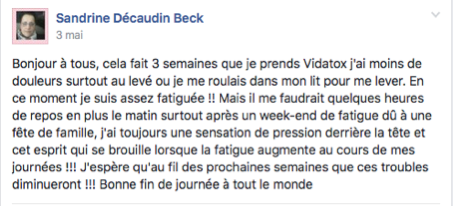 Sandrine Décaudin Beck
3 mai
Bonjour à tous, cela fait 3 semaines que je prends Vidatox j'ai moins de
douleurs surtout au levé ou je me roulais dans mon lit pour me lever. En
ce moment je suis assez fatiguée !! Mais il me faudrait quelques heures
de repos en plus le matin surtout après un week-end de fatigue dû à une
fête de famille, j'ai toujours une sensation de pression derrière la tête et
cet esprit qui se brouille lorsque la fatigue augmente au cours de mes
journées !!! J'espère qu'au fil des prochaines semaines que ces troubles
diminueront !!! Bonne fin de journée à tout le monde